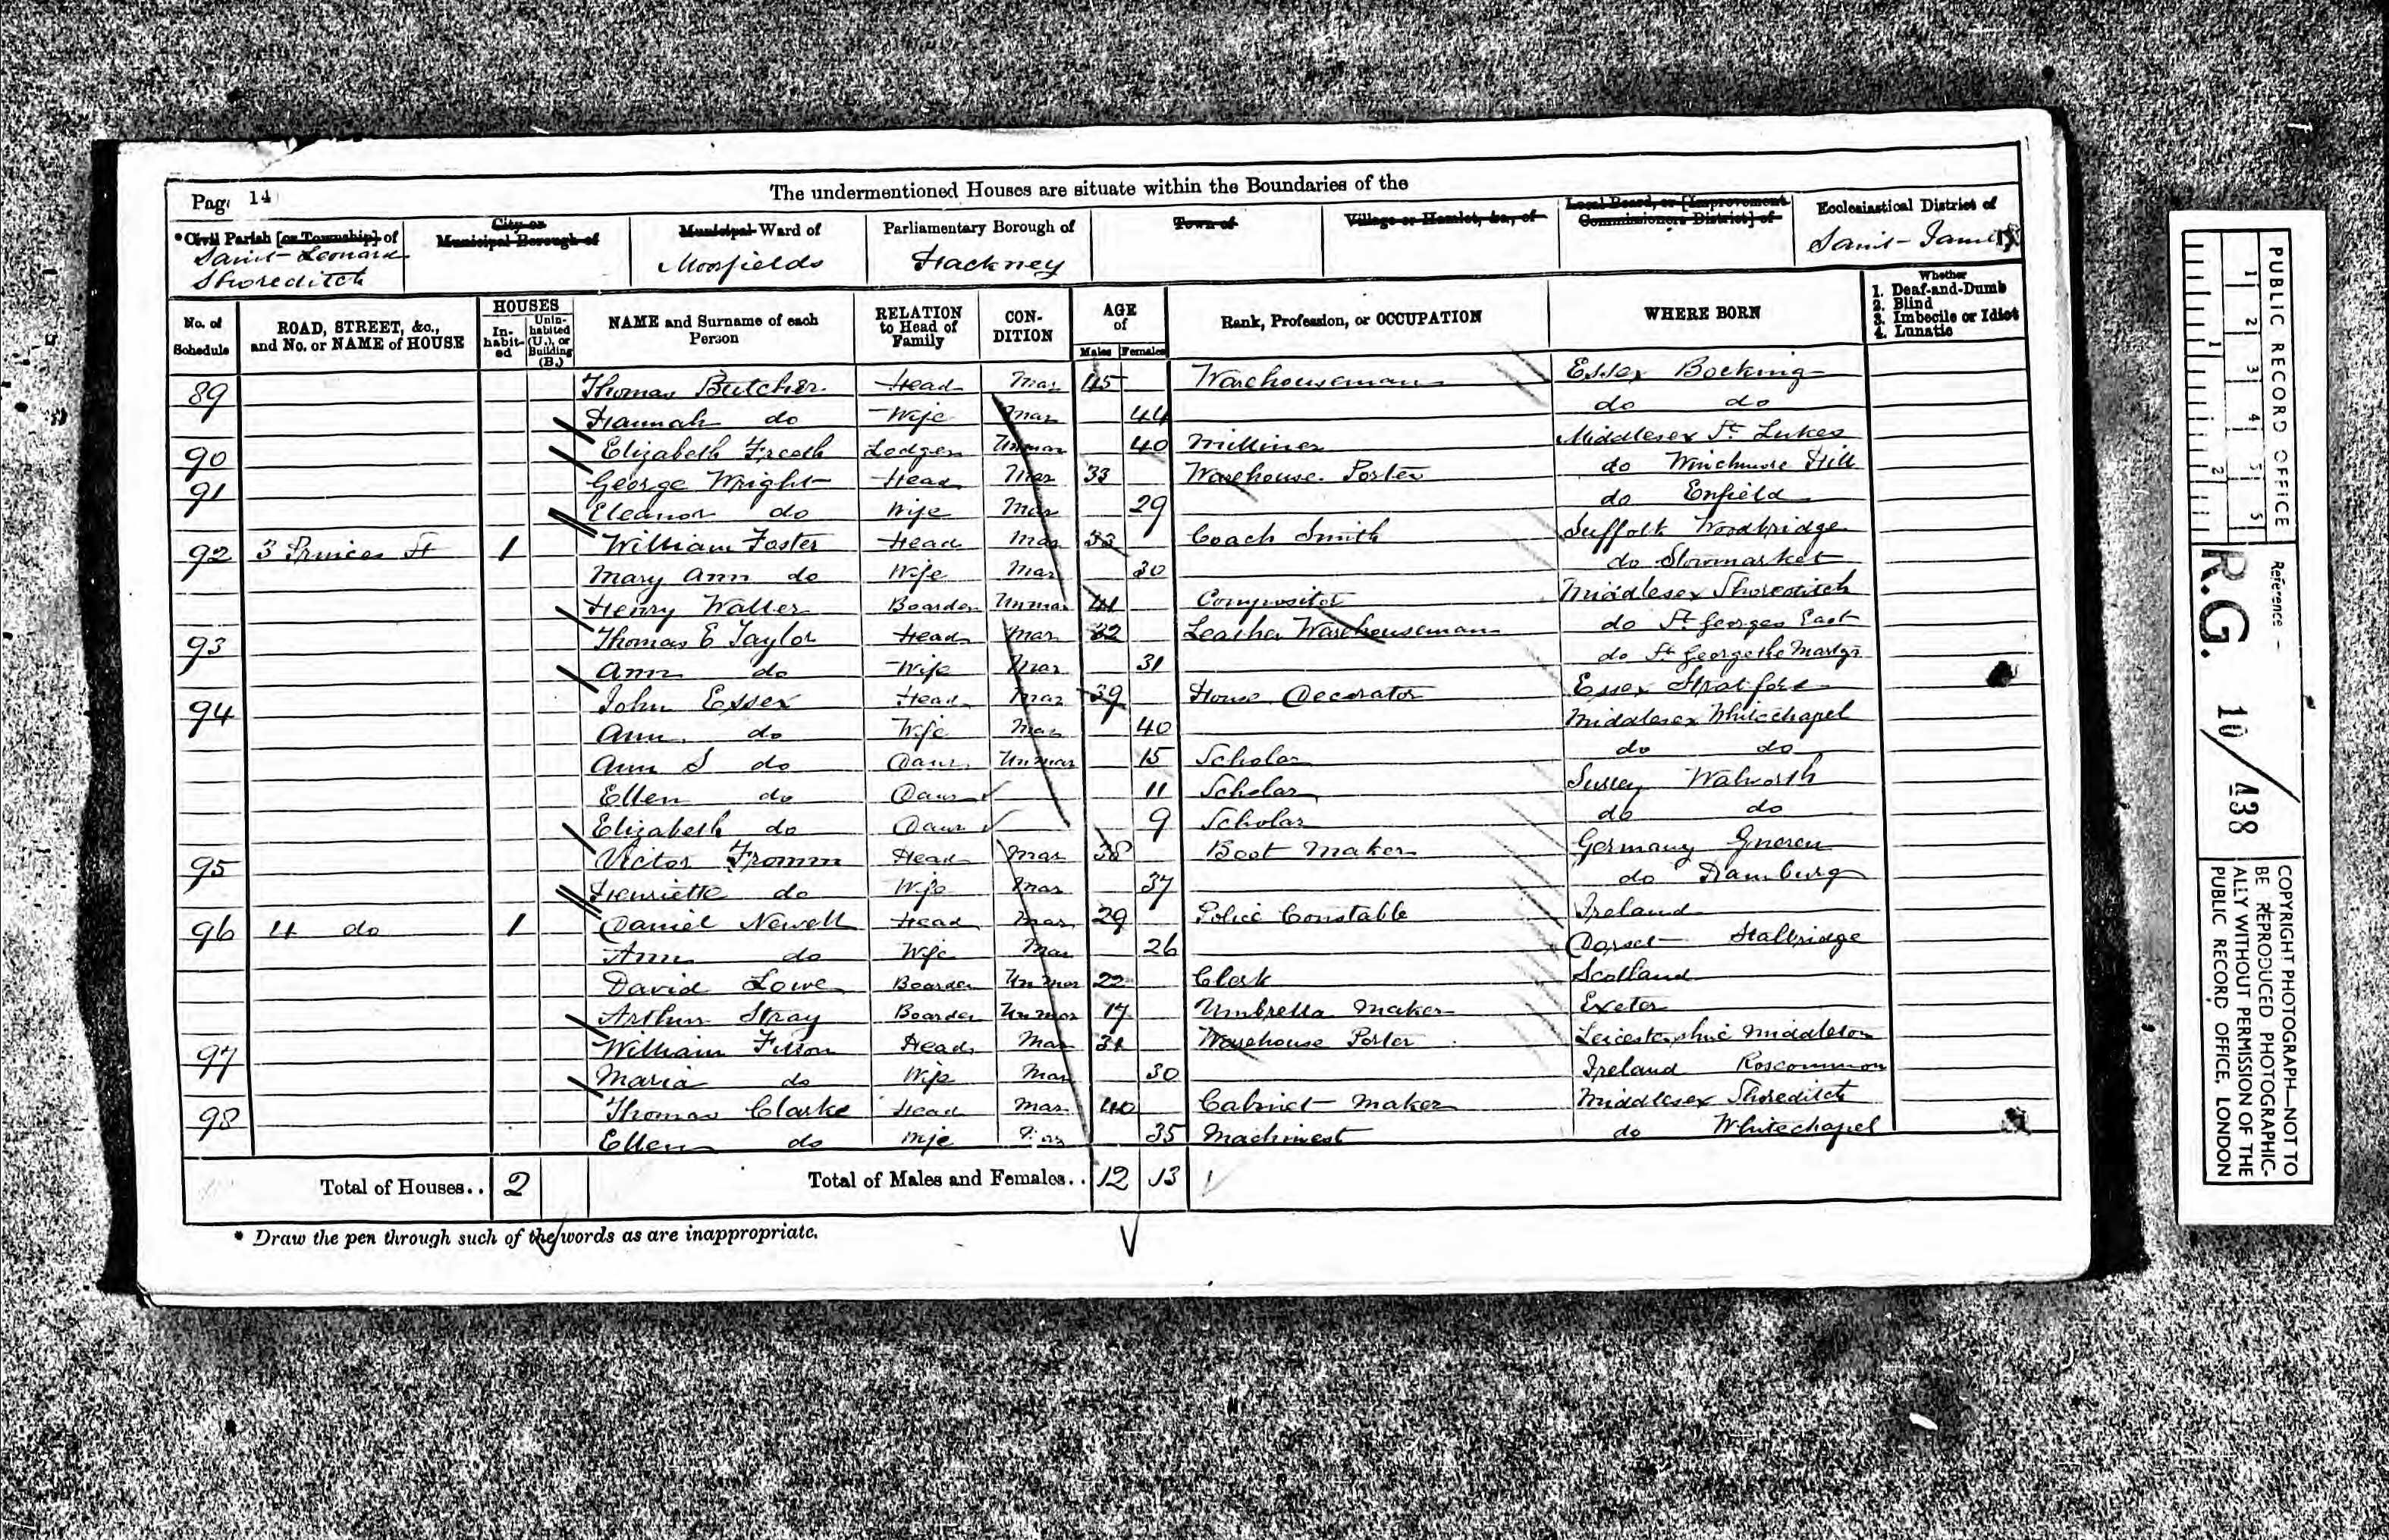 Page 14
The undermentioned Houses are situate within the Boundaries of the
*Civil Parish [or Township] of
Saint Leonard
Shoreditch
City or
Municipal Borough of
Municipal Ward of
Moorfields
Parliamentary Borough of
Hackney
Town of
Village or Hamlet, &c., of
Local Board, or [Improvement
Commissioners District] of
Ecclesiastical District of
Saint James
No. of Schedule ROAD, STREET, &c., and No. or NAME of HOUSE HOUSES Inhabited Uninhabited (U.), or Building (B.) NAME and Surname of each Person RELATION to Head of Family CONDITION AGE of Males Females Rank, Profession, or OCCUPATION WHERE BORN Whether 1. Deaf-and-Dumb 2. Blind 3. Imbecile or Idiot 4. Lunatic
89 Thomas Butcher Head Mar 45 Warehouseman Essex Bocking
Hannah do Wife Mar 44 do do
90 Elizabeth Freeth Lodger Unmar 40 Milliner Middlesex St. Lukes
91 George Wright Head Mar 33 Warehouse Porter do Winchmore Hill
Eleanor do Wife Mar 29 do Enfield
92 3 Princes St 1 William Foster Head Mar 33 Coach Smith Suffolk Woodbridge
Mary Ann do Wife Mar 30 do Stowmarket
Henry Waller Boarder Unmar 41 Compositor Middlesex Shoreditch
93 Thomas E Taylor Head Mar 32 Leather Warehouseman do St. Georges East
Ann do Wife Mar 31 do St George the Martyr
94 John Essex Head Mar 39 House Decorator Essex Stratford
Ann do Wife Mar 40 Middlesex Whitechapel
Ann S do Daur Unmar 15 Scholar do do
Ellen do Daur 11 Scholar Surrey Walworth
Elizabeth do Daur 9 Scholar do do
95 Victor Fromm Head Mar 38 Boot Maker Germany
Henriette do Wife Mar 37 do Hamburg
96 4 do 1 Daniel Newell Head Mar 29 Police Constable Ireland
Ann do Wife Mar 26 Dorset Stalbridge
David Lowe Boarder Unmar 22 Clerk Scotland
Arthur Stray Boarder Unmar 17 Umbrella Maker Exeter
97 William Head Mar 31 Warehouse Porter Leicestershire Middleton
Maria do Wife Mar 30 Ireland Roscommon
98 Thomas Clarke Head Mar 40 Cabinet Maker Middlesex Shoreditch
Ellen do Wife Mar 35 Machinest do Whitechapel
Total of Houses.. 2 Total of Males and Females.. 12 13
* Draw the pen through such of the words as are inappropriate.
PUBLIC RECORD OFFICE
1 2 3 4 5
1 2
Reference –
R.G. 10/438
COPYRIGHT PHOTOGRAPH—NOT TO
BE REPRODUCED PHOTOGRAPHIC-
ALLY WITHOUT PERMISSION OF THE
PUBLIC RECORD OFFICE, LONDON